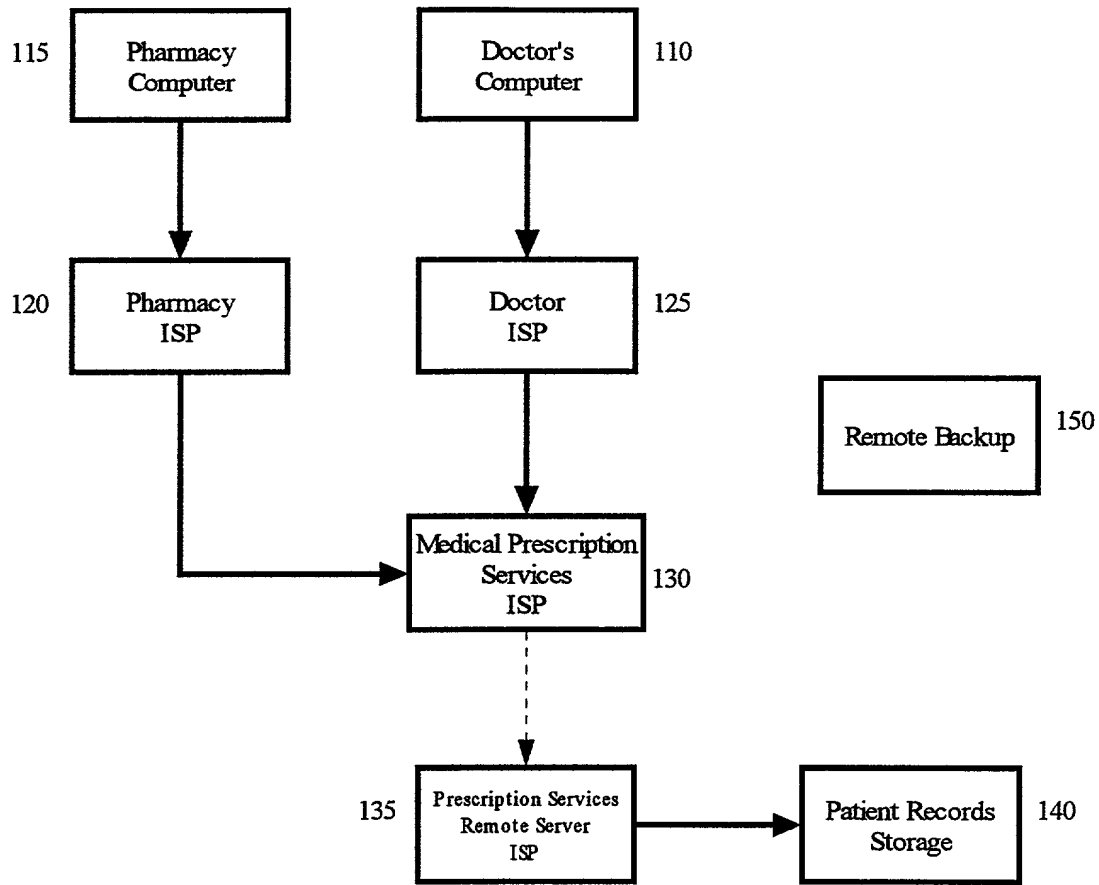 115
Pharmacy
Computer
Doctor's
Computer
110
120
Pharmacy
ISP
Doctor
ISP
125
Remote Backup
150
Medical Prescription
Services
ISP
130
135
Prescription Services
Remote Server
ISP
Patient Records
Storage
140